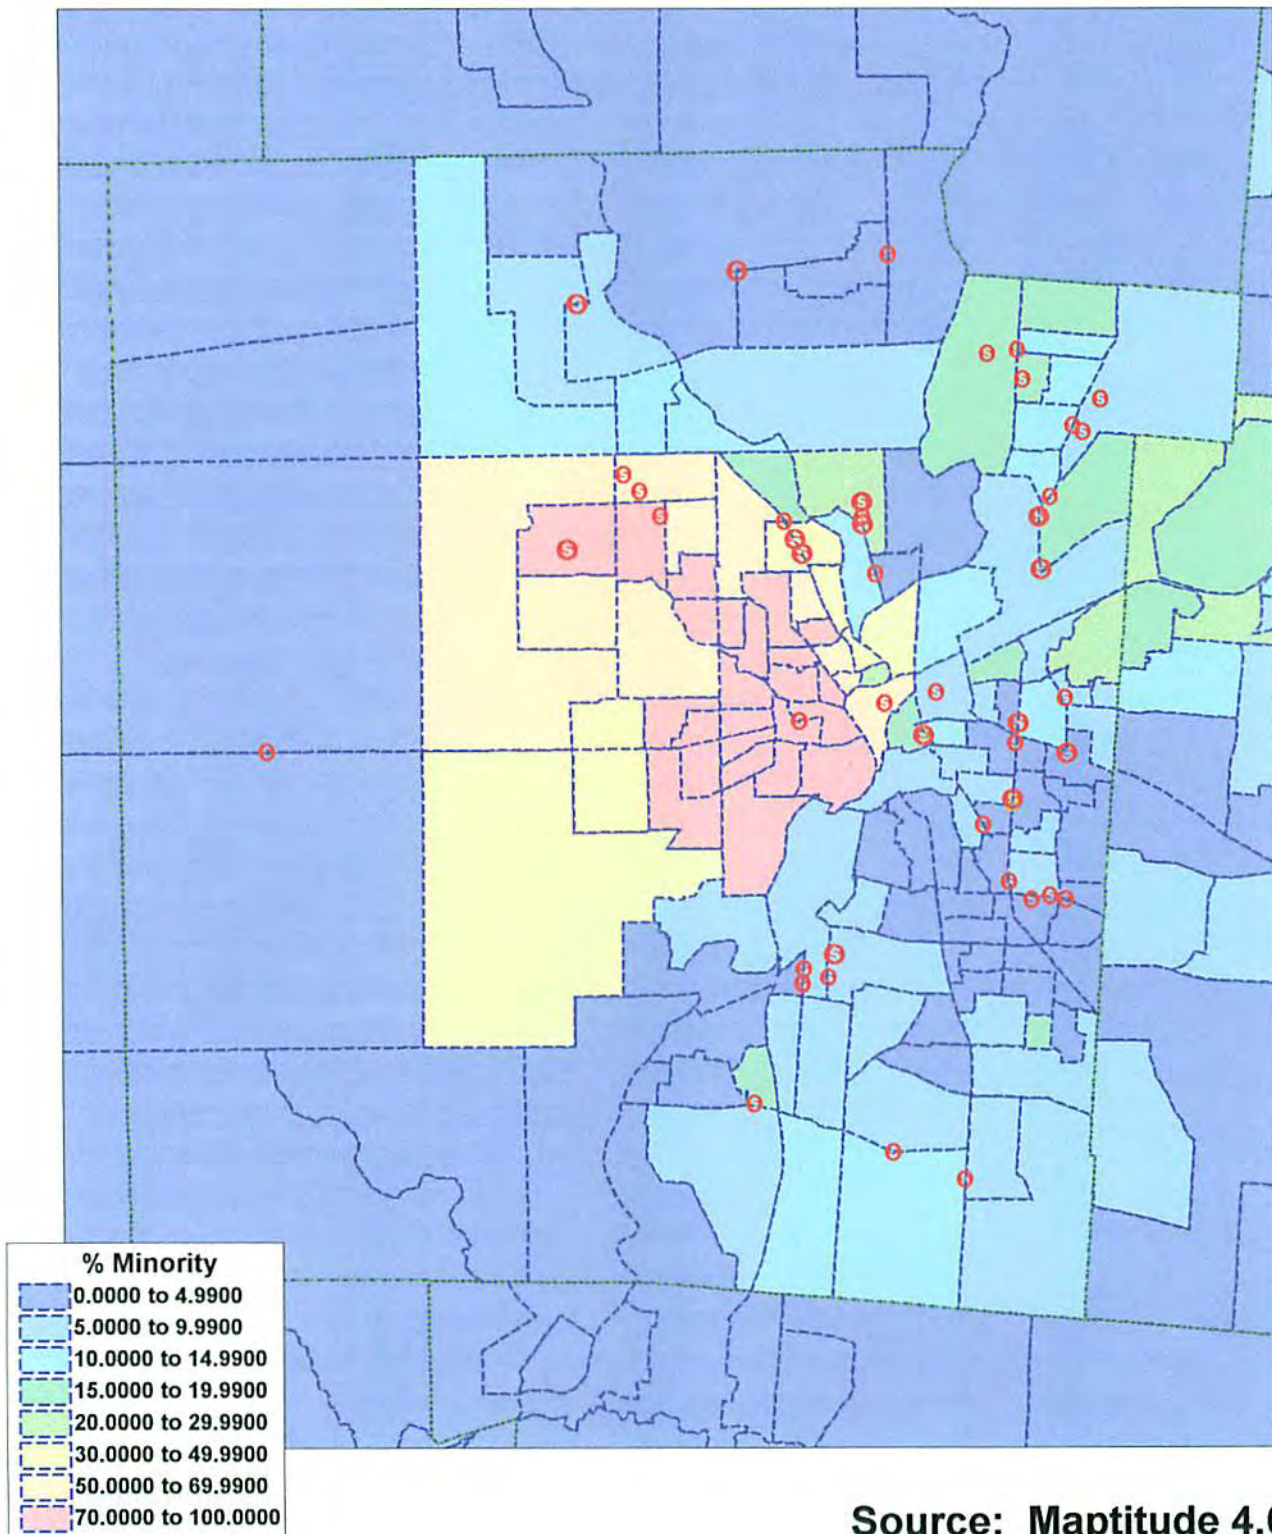 % Minority
0.0000 to 4.9900
5.0000 to 9.9900
10.0000 to 14.9900
15.0000 to 19.9900
20.0000 to 29.9900
30.0000 to 49.9900
50.0000 to 69.9900
70.0000 to 100.0000
Source: Maptitude 4.